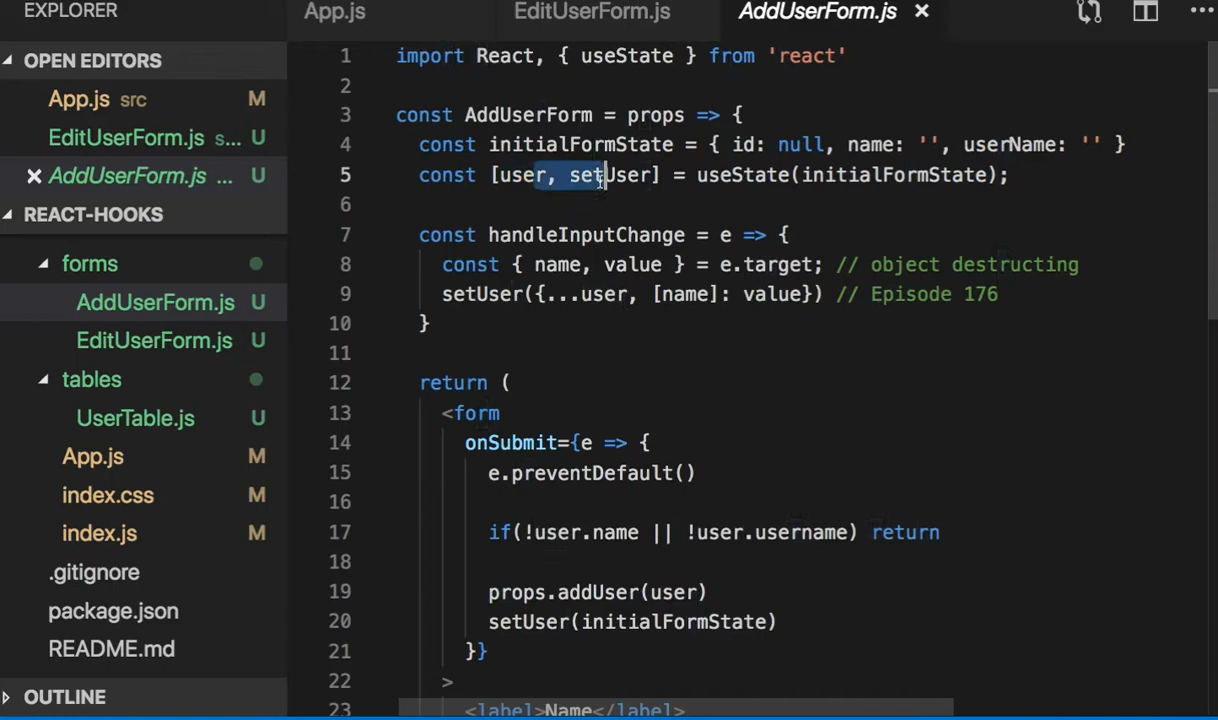 EXPLORER
OPEN EDITORS
App.js src M
EditUserForm.js s... U
AddUserForm.js ... U
REACT-HOOKS
forms
AddUserForm.js U
EditUserForm.js U
tables
UserTable.js U
App.js M
index.css M
index.js M
.gitignore
package.json
README.md
OUTLINE
App.js EditUserForm.js AddUserForm.js
1 import React, { useState } from 'react'
2
3 const AddUserForm = props => {
4 const initialFormState = { id: null, name: '', userName: '' }
5 const [user, setUser] = useState(initialFormState);
6
7 const handleInputChange = e => {
8 const { name, value } = e.target; // object destructing
9 setUser({...user, [name]: value}) // Episode 176
10 }
11
12 return (
13 <form
14 onSubmit={e => {
15 e.preventDefault()
16
17 if(!user.name || !user.username) return
18
19 props.addUser(user)
20 setUser(initialFormState)
21 }}
22 >
23 <label>Name</label>